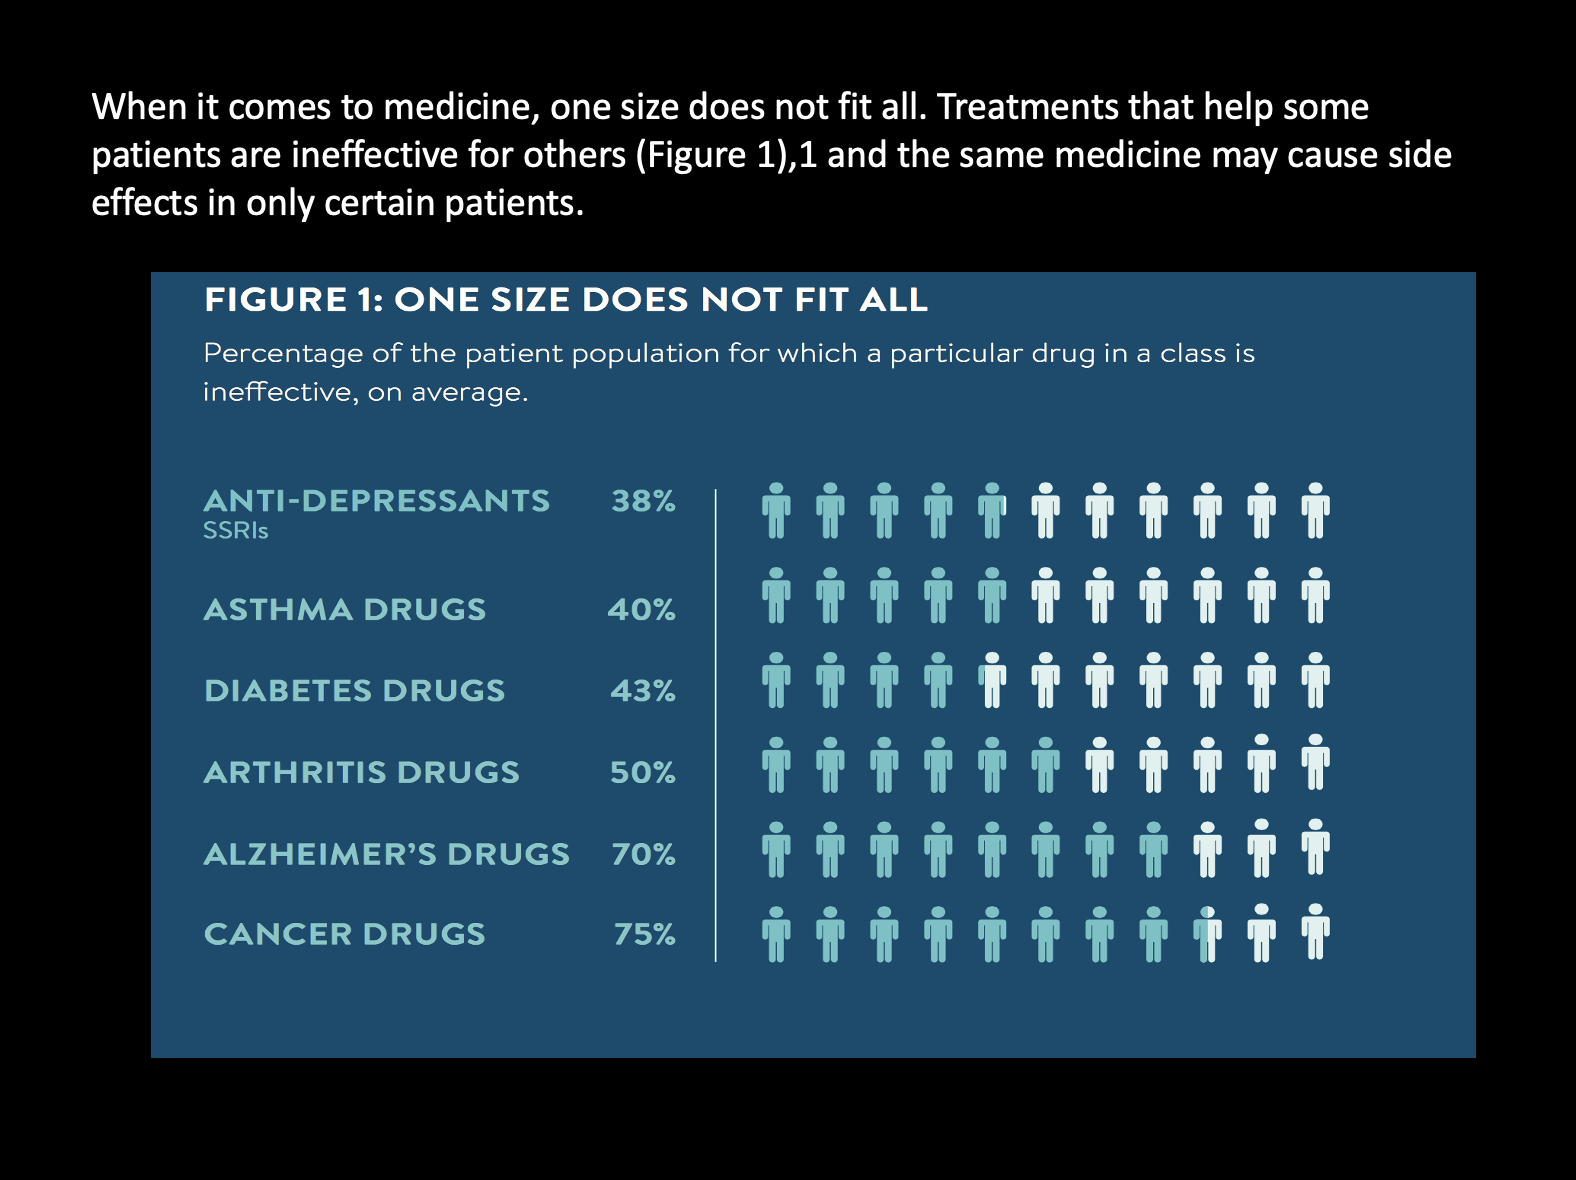 When it comes to medicine, one size does not fit all. Treatments that help some
patients are ineffective for others (Figure 1),1 and the same medicine may cause side
effects in only certain patients.
FIGURE 1: ONE SIZE DOES NOT FIT ALL
Percentage of the patient population for which a particular drug in a class is
ineffective, on average.
ANTI-DEPRESSANTS 38%
SSRIs
ASTHMA DRUGS 40%
DIABETES DRUGS 43%
ARTHRITIS DRUGS 50%
ALZHEIMER’S DRUGS 70%
CANCER DRUGS 75%